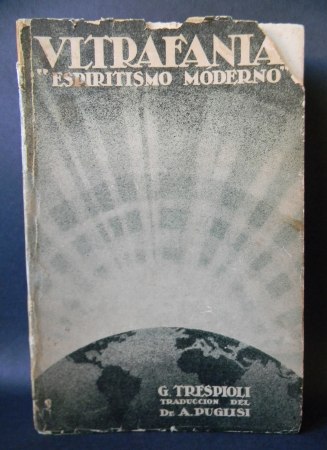 VLTRAFANIA
"ESPIRITISMO MODERNO"
G. TRESPIOLI
TRADUCCION DEL
DR. A. PUGLISI